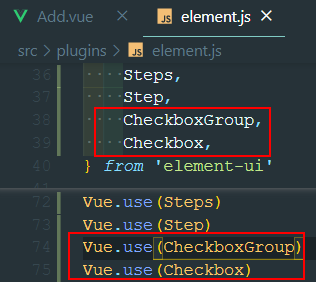 Add.vue
element.js
src > plugins > JS element.js
36 Steps,
37 Step,
38 CheckboxGroup,
39 Checkbox,
40 } from 'element-ui'
72 Vue.use(Steps)
73 Vue.use(Step)
74 Vue.use(CheckboxGroup)
75 Vue.use(Checkbox)